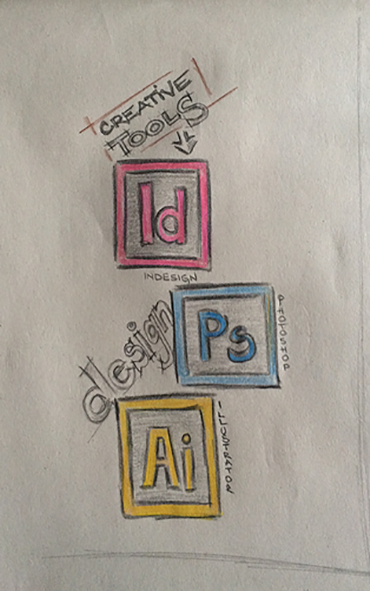 CREATIVE
TOOLS
Id
INDESIGN
design
Ps
PHOTOSHOP
Ai
ILLUSTRATOR